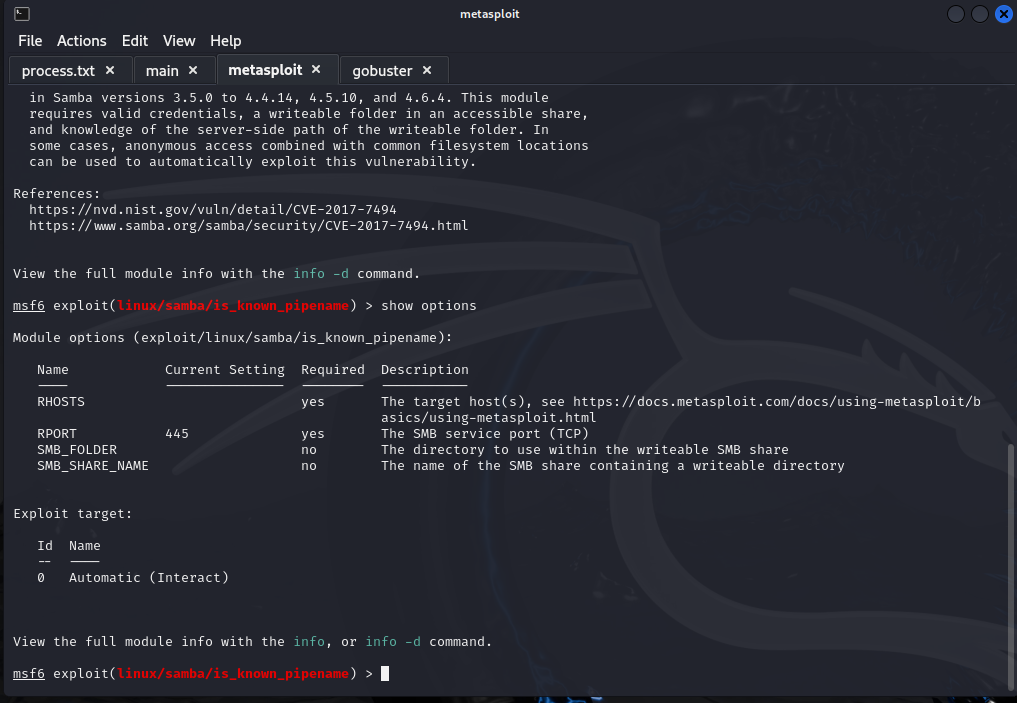 metasploit
File Actions Edit View Help
process.txt × main × metasploit × gobuster ×
in Samba versions 3.5.0 to 4.4.14, 4.5.10, and 4.6.4. This module
requires valid credentials, a writeable folder in an accessible share,
and knowledge of the server-side path of the writeable folder. In
some cases, anonymous access combined with common filesystem locations
can be used to automatically exploit this vulnerability.
References:
https://nvd.nist.gov/vuln/detail/CVE-2017-7494
https://www.samba.org/samba/security/CVE-2017-7494.html
View the full module info with the info -d command.
msf6 exploit(linux/samba/is_known_pipename) > show options
Module options (exploit/linux/samba/is_known_pipename):
Name Current Setting Required Description
---- --------------- -------- -----------
RHOSTS yes The target host(s), see https://docs.metasploit.com/docs/using-metasploit/b
asics/using-metasploit.html
RPORT 445 yes The SMB service port (TCP)
SMB_FOLDER no The directory to use within the writeable SMB share
SMB_SHARE_NAME no The name of the SMB share containing a writeable directory
Exploit target:
Id Name
-- ----
0 Automatic (Interact)
View the full module info with the info, or info -d command.
msf6 exploit(linux/samba/is_known_pipename) >